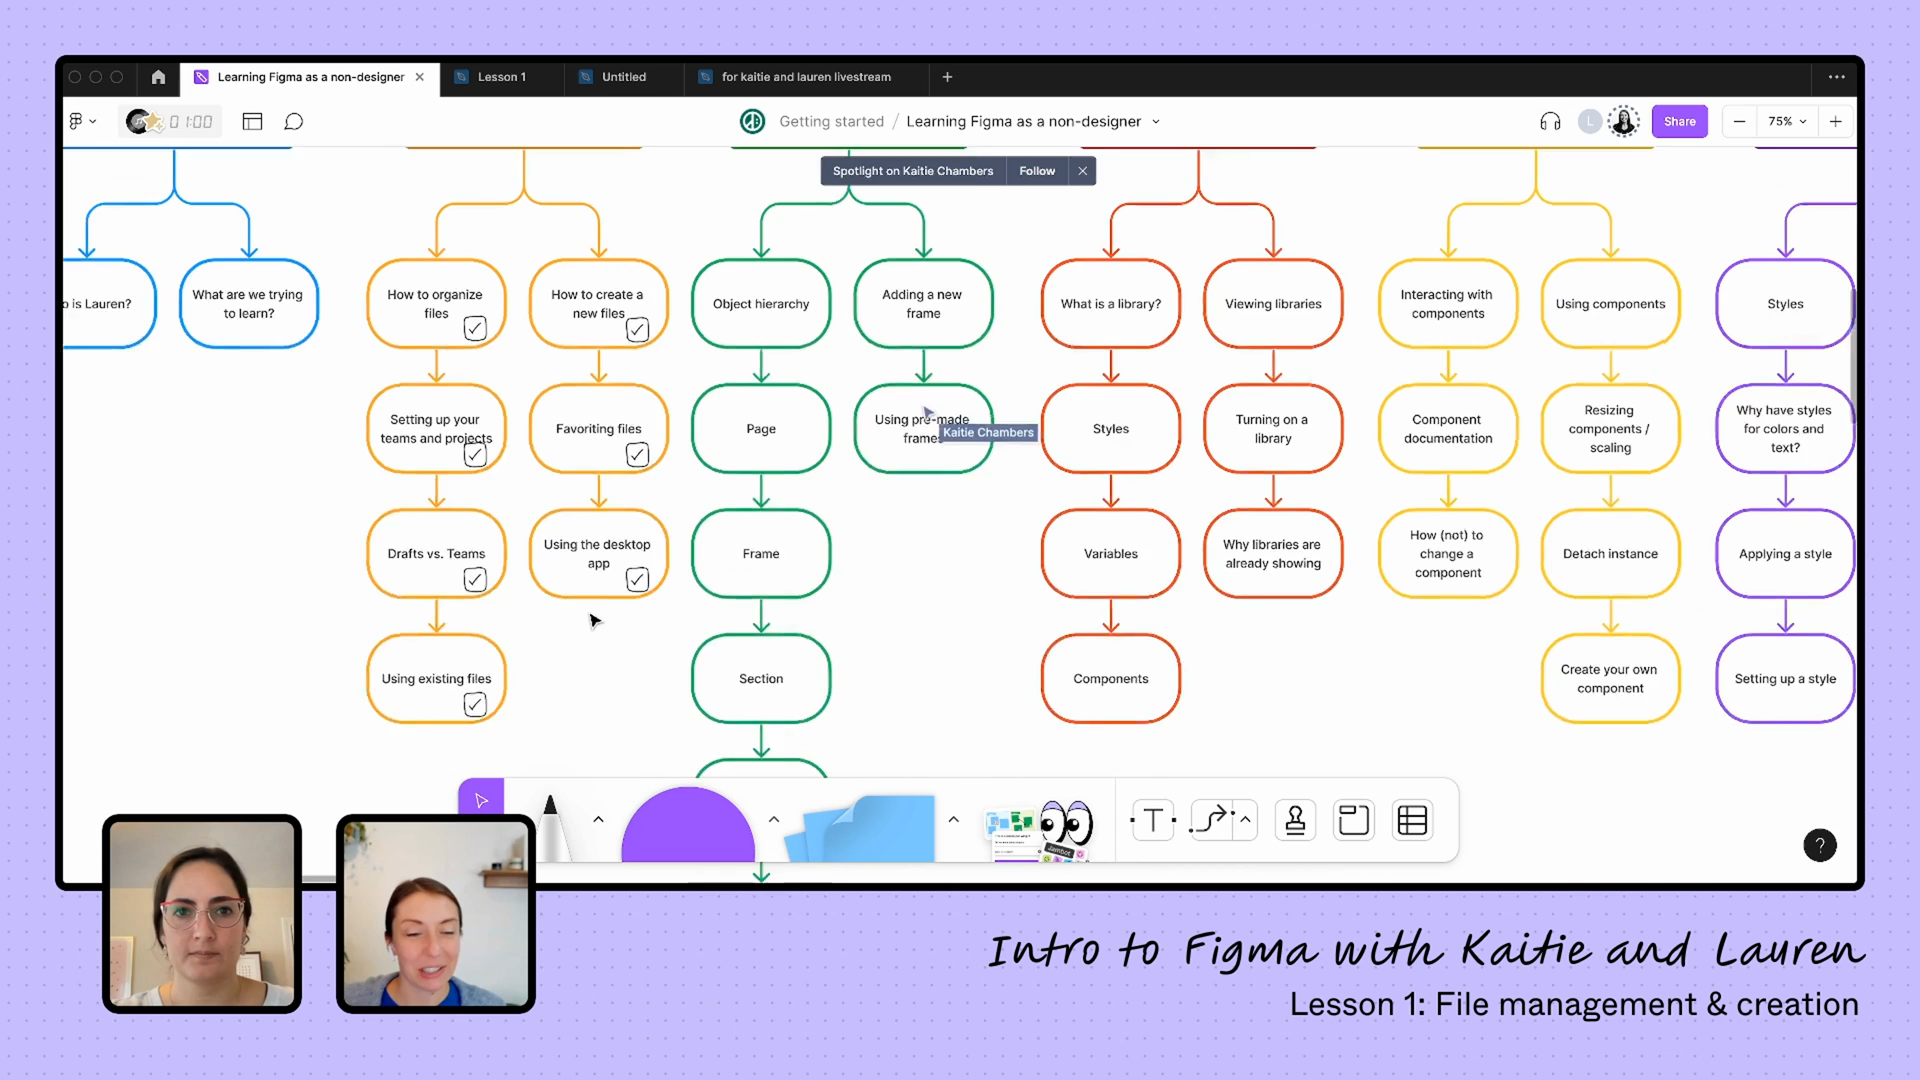 Learning Figma as a non-designer
Lesson 1
Untitled
for kaitie and lauren livestream
01:00
Getting started / Learning Figma as a non-designer
L
Share
75%
Spotlight on Kaitie Chambers
Follow
o is Lauren?
What are we trying
to learn?
How to organize
files
How to create a
new files
Object hierarchy
Adding a new
frame
What is a library?
Viewing libraries
Interacting with
components
Using components
Styles
Setting up your
teams and projects
Favoriting files
Page
Using pre-made
frames
Kaitie Chambers
Styles
Turning on a
library
Component
documentation
Resizing
components /
scaling
Why have styles
for colors and
text?
Drafts vs. Teams
Using the desktop
app
Frame
Variables
Why libraries are
already showing
How (not) to
change a
component
Detach instance
Applying a style
Using existing files
Section
Components
Create your own
component
Setting up a style
Jambot
T
?
Intro to Figma with Kaitie and Lauren
Lesson 1: File management & creation